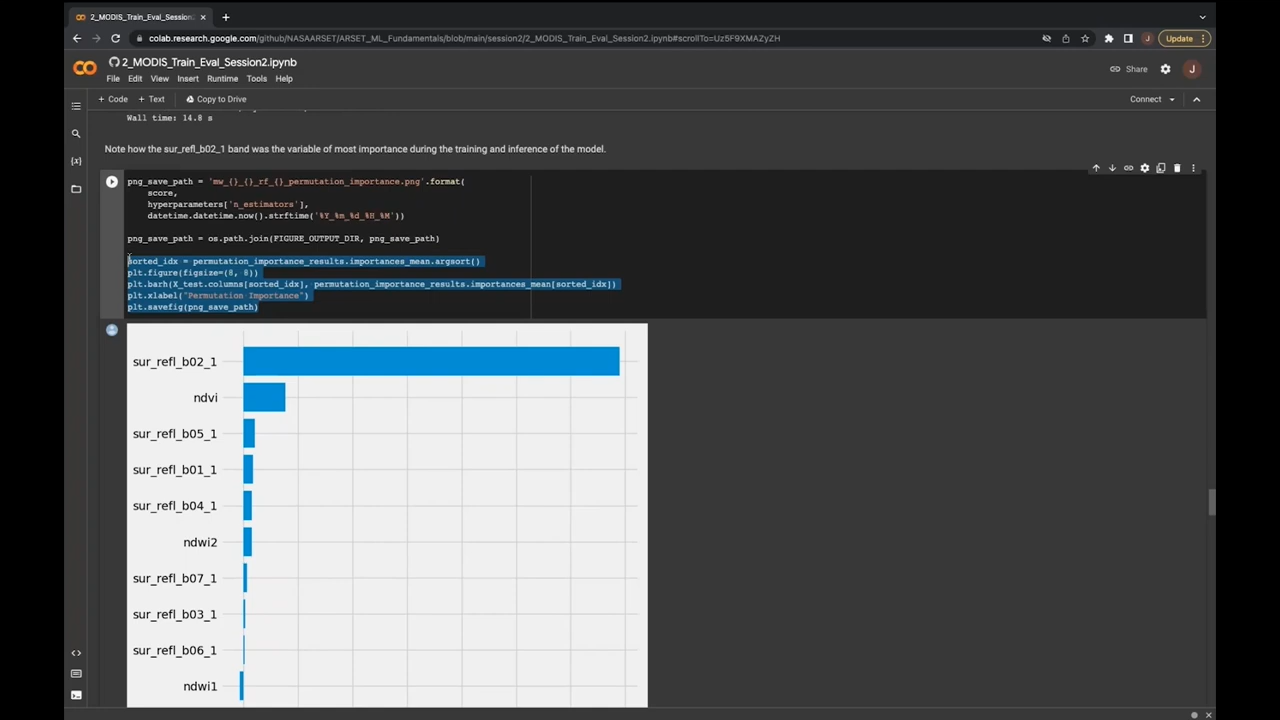 2_MODIS_Train_Eval_Session2
colab.research.google.com/github/NASAARSET/ARSET_ML_Fundamentals/blob/main/session2/2_MODIS_Train_Eval_Session2.ipynb#scrollTo=Uz5F9XMAZyZH
J
Update
2_MODIS_Train_Eval_Session2.ipynb
File Edit View Insert Runtime Tools Help
Share
J
+ Code + Text Copy to Drive
Connect
Wall time: 14.8 s
Note how the sur_refl_b02_1 band was the variable of most importance during the training and inference of the model.
png_save_path = 'mw_{}_{}_rf_{}_permutation_importance.png'.format(
score,
hyperparameters['n_estimators'],
datetime.datetime.now().strftime('%Y_%m_%d_%H_%M'))
png_save_path = os.path.join(FIGURE_OUTPUT_DIR, png_save_path)
sorted_idx = permutation_importance_results.importances_mean.argsort()
plt.figure(figsize=(8, 8))
plt.barh(X_test.columns[sorted_idx], permutation_importance_results.importances_mean[sorted_idx])
plt.xlabel("Permutation Importance")
plt.savefig(png_save_path)
sur_refl_b02_1
ndvi
sur_refl_b05_1
sur_refl_b01_1
sur_refl_b04_1
ndwi2
sur_refl_b07_1
sur_refl_b03_1
sur_refl_b06_1
ndwi1